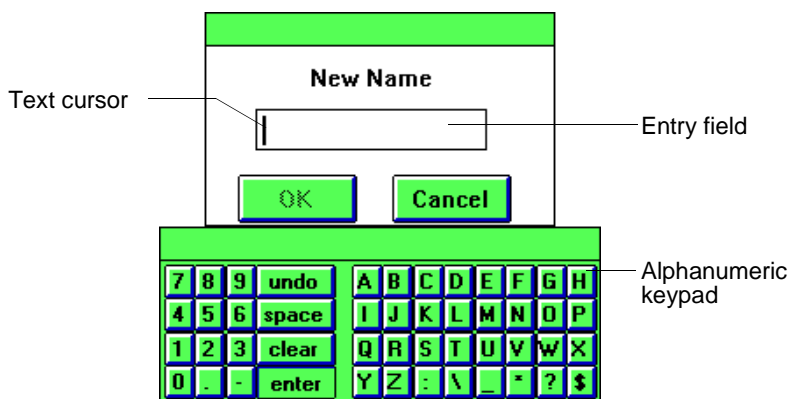 New Name
Text cursor
Entry field
OK
Cancel
Alphanumeric
keypad
7 8 9 undo A B C D E F G H
4 5 6 space I J K L M N O P
1 2 3 clear Q R S T U V W X
0 . - enter Y Z : \ _ * ? $